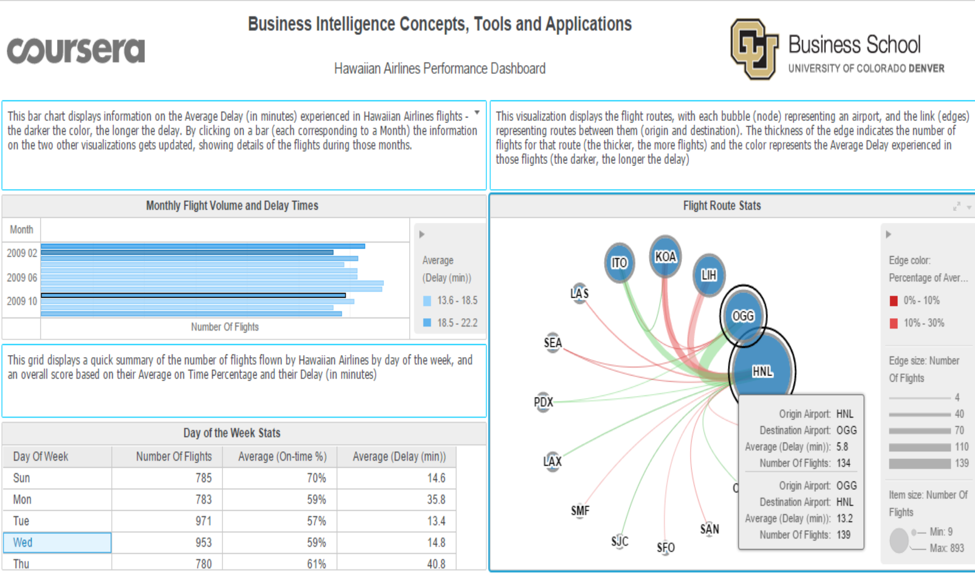 Business Intelligence Concepts, Tools and Applications
coursera
Hawaiian Airlines Performance Dashboard
CU
Business School
UNIVERSITY OF COLORADO DENVER
This bar chart displays information on the Average Delay (in minutes) experienced in Hawaiian Airlines flights -
the darker the color, the longer the delay. By clicking on a bar (each corresponding to a Month) the information
on the two other visualizations gets updated, showing details of the flights during those months.
This visualization displays the flight routes, with each bubble (node) representing an airport, and the link (edges)
representing routes between them (origin and destination). The thickness of the edge indicates the number of
flights for that route (the thicker, the more flights) and the color represents the Average Delay experienced in
those flights (the darker, the longer the delay)
Monthly Flight Volume and Delay Times
Month
2009 02
2009 06
2009 10
Number Of Flights
Average
(Delay (min))
13.6 - 18.5
18.5 - 22.2
This grid displays a quick summary of the number of flights flown by Hawaiian Airlines by day of the week, and
an overall score based on their Average on Time Percentage and their Delay (in minutes)
Day of the Week Stats
Day Of Week Number Of Flights Average (On-time %) Average (Delay (min))
Sun 785 70% 14.6
Mon 783 59% 35.8
Tue 971 57% 13.4
Wed 953 59% 14.8
Thu 780 61% 40.8
Flight Route Stats
ITO
KOA
LIH
LAS
OGG
SEA
HNL
PDX
LAX
SMF
SJC
SFO
SAN
Origin Airport: HNL
Destination Airport: OGG
Average (Delay (min)): 5.8
Number Of Flights: 134
Origin Airport: OGG
Destination Airport: HNL
Average (Delay (min)): 13.2
Number Of Flights: 139
Edge color:
Percentage of Aver...
0% - 10%
10% - 30%
Edge size: Number
Of Flights
4
40
70
110
139
Item size: Number Of
Flights
Min: 9
Max: 893